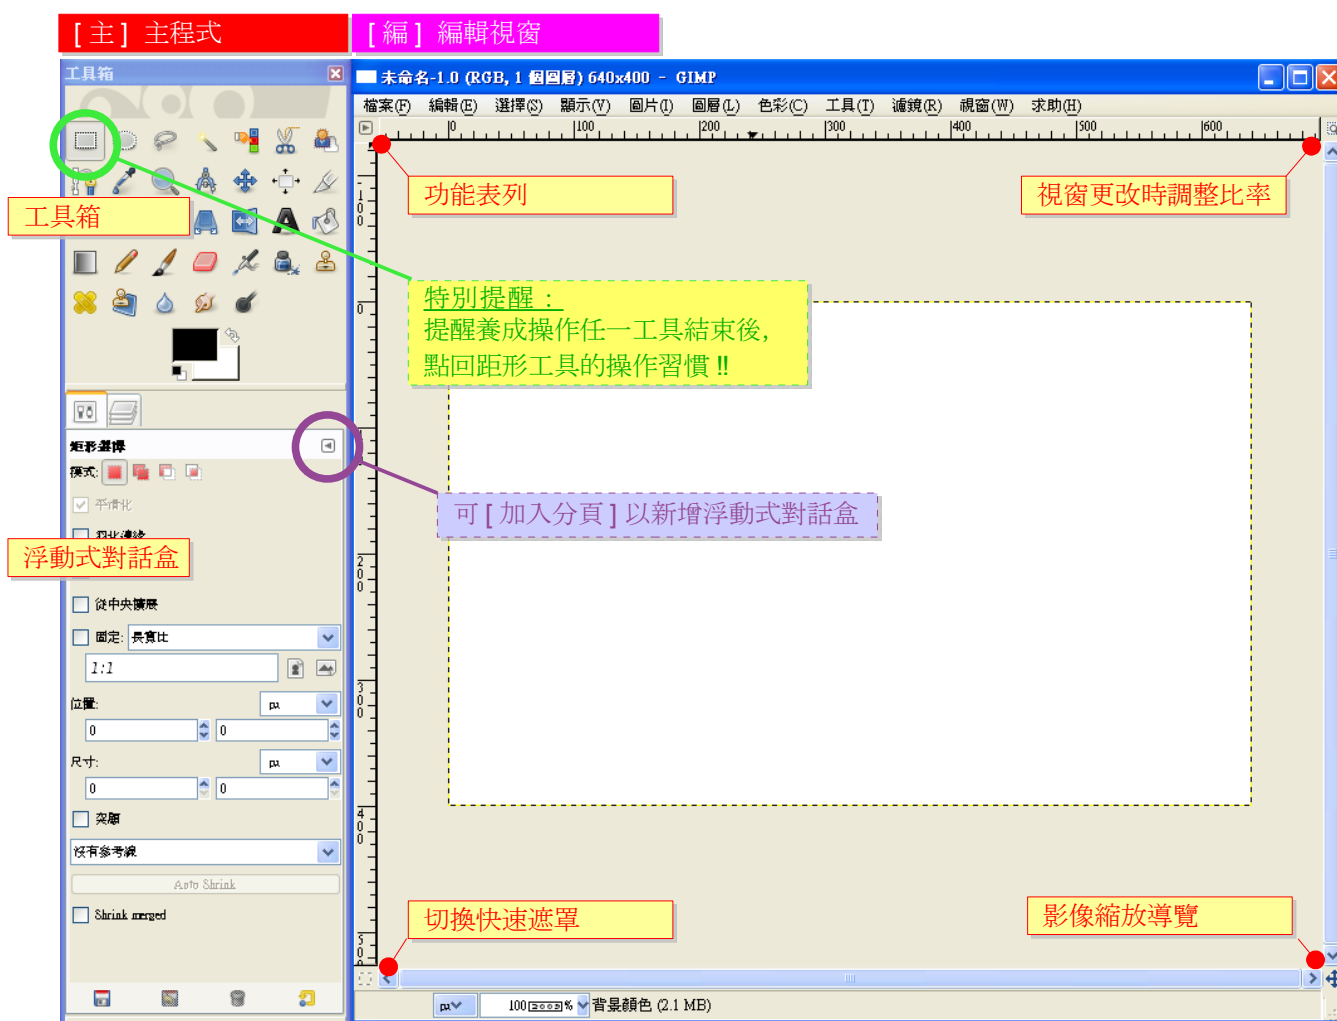 [主] 主程式
[編] 編輯視窗
工具箱
未命名-1.0 (RGB, 1 個圖層) 640x400 - GIMP
檔案(F) 編輯(E) 選擇(S) 顯示(V) 圖片(I) 圖層(L) 色彩(C) 工具(T) 濾鏡(R) 視窗(W) 求助(H)
0 100 200 300 400 500 600
功能表列
視窗更改時調整比率
工具箱
特別提醒：
提醒養成操作任一工具結束後,
點回距形工具的操作習慣 !!
矩形選擇
模式:
平滑化
羽化邊緣
可[加入分頁]以新增浮動式對話盒
浮動式對話盒
從中央擴展
固定: 長寬比
1:1
位置: px
0 0
尺寸: px
0 0
突顯
沒有參考線
Auto Shrink
Shrink merged
0
100
200
300
400
切換快速遮罩
影像縮放導覽
px 100 % 背景顏色 (2.1 MB)